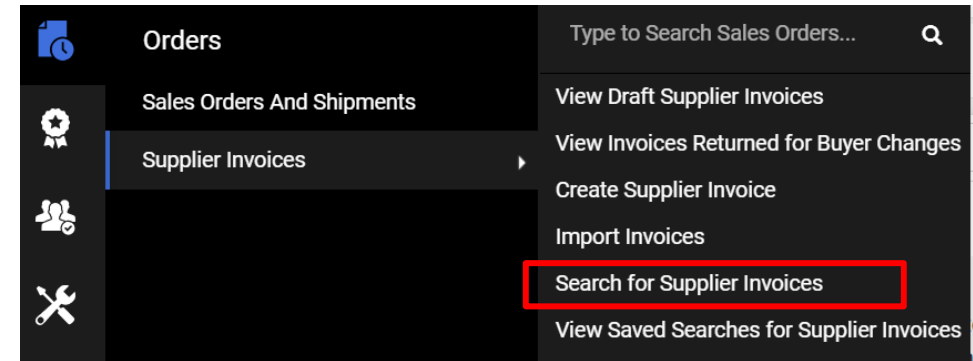 Orders
Sales Orders And Shipments
Supplier Invoices
Type to Search Sales Orders...
View Draft Supplier Invoices
View Invoices Returned for Buyer Changes
Create Supplier Invoice
Import Invoices
Search for Supplier Invoices
View Saved Searches for Supplier Invoices